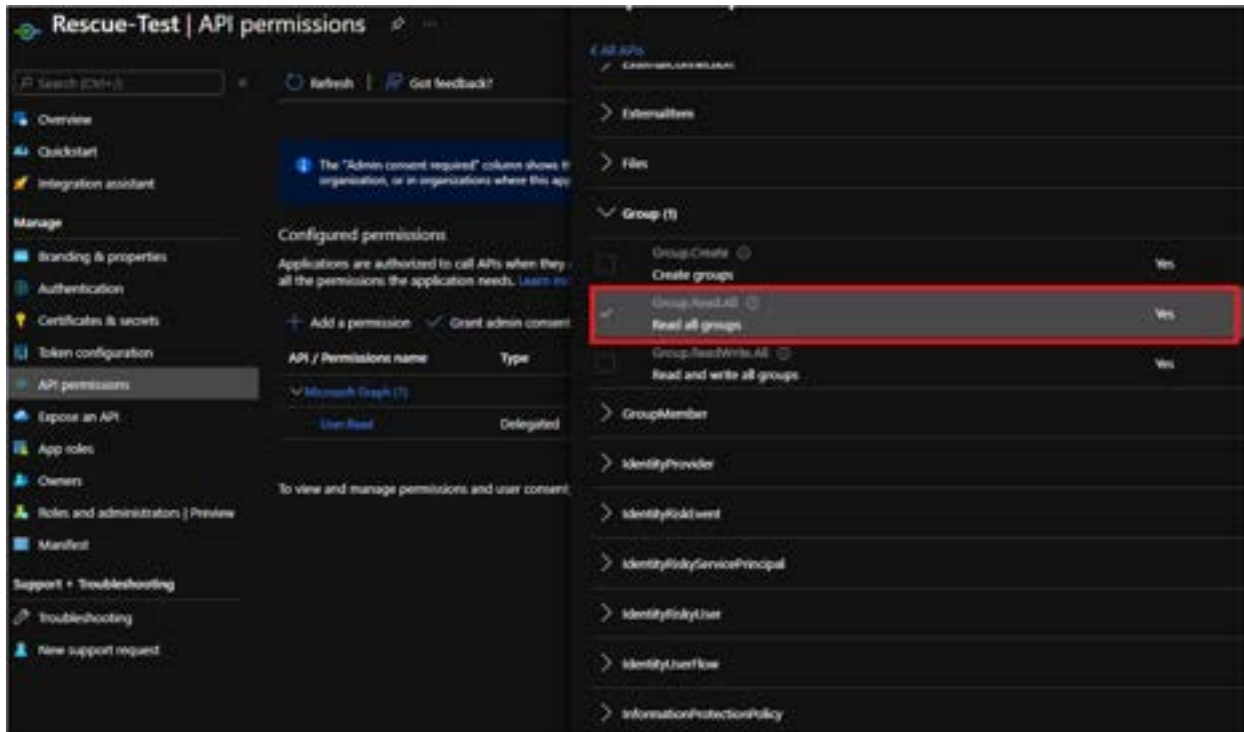 Rescue-Test | API permissions
Search (Ctrl+/)
Overview
Quickstart
Integration assistant
Manage
Branding & properties
Authentication
Certificates & secrets
Token configuration
API permissions
Expose an API
App roles
Owners
Roles and administrators | Preview
Manifest
Support + Troubleshooting
Troubleshooting
New support request
Refresh
Got feedback?
The "Admin consent required" column shows th
organization, or in organizations where this app
Configured permissions
Applications are authorized to call APIs when they
all the permissions the application needs. Learn mo
Add a permission
Grant admin consent
API / Permissions name
Type
Microsoft Graph (1)
User.Read
Delegated
To view and manage permissions and user consent,
All APIs
ExternalConnection
ExternalItem
Files
Group (1)
Group.Create
Create groups
Yes
Group.Read.All
Read all groups
Yes
Group.ReadWrite.All
Read and write all groups
Yes
GroupMember
IdentityProvider
IdentityRiskEvent
IdentityRiskyServicePrincipal
IdentityRiskyUser
IdentityUserFlow
InformationProtectionPolicy